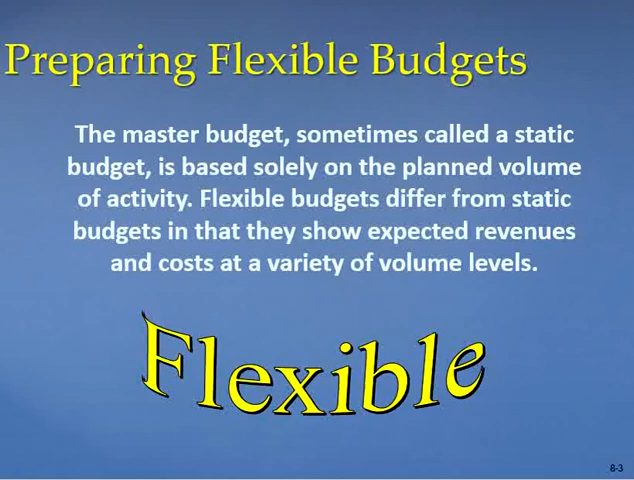 Preparing Flexible Budgets
The master budget, sometimes called a static
budget, is based solely on the planned volume
of activity. Flexible budgets differ from static
budgets in that they show expected revenues
and costs at a variety of volume levels.
Flexible
8-3